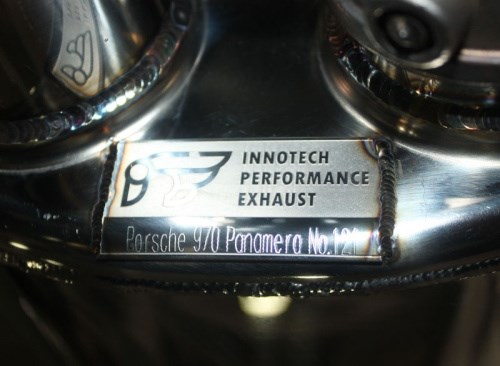 INNOTECH
PERFORMANCE
EXHAUST
Porsche 970 Panamera No.121